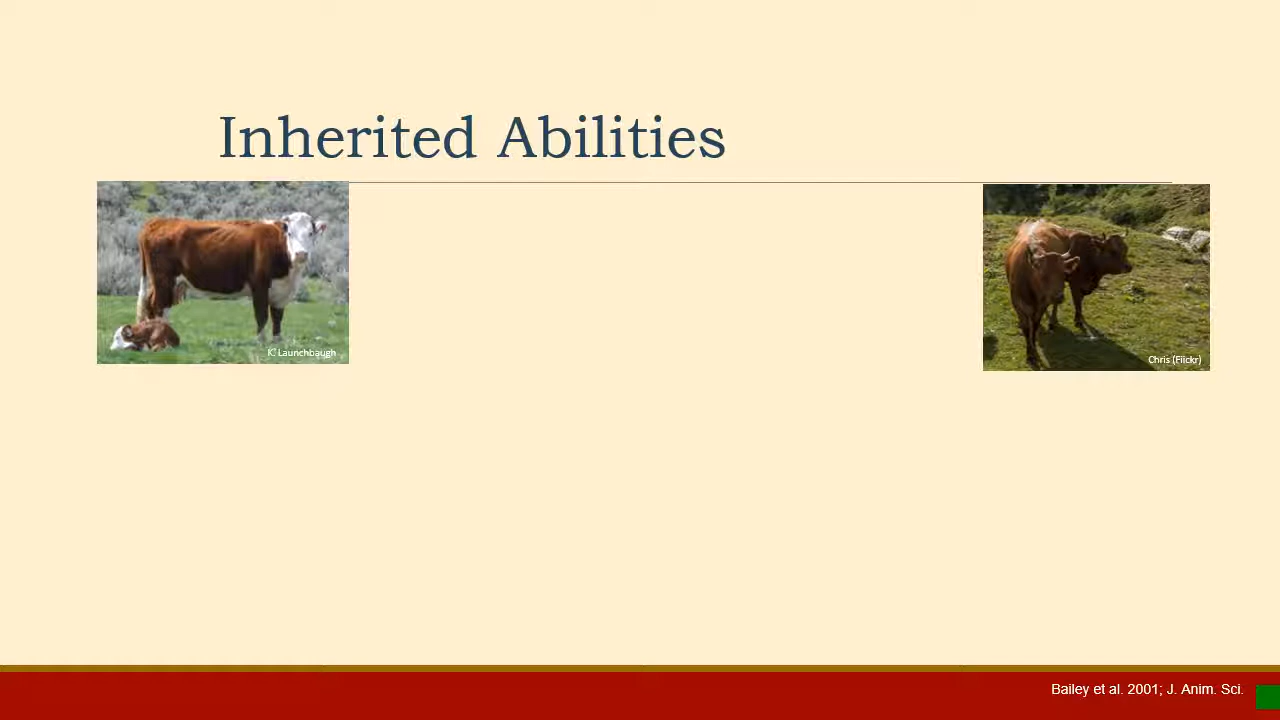 Inherited Abilities
K. Launchbaugh
Chris (Flickr)
Bailey et al. 2001; J. Anim. Sci.